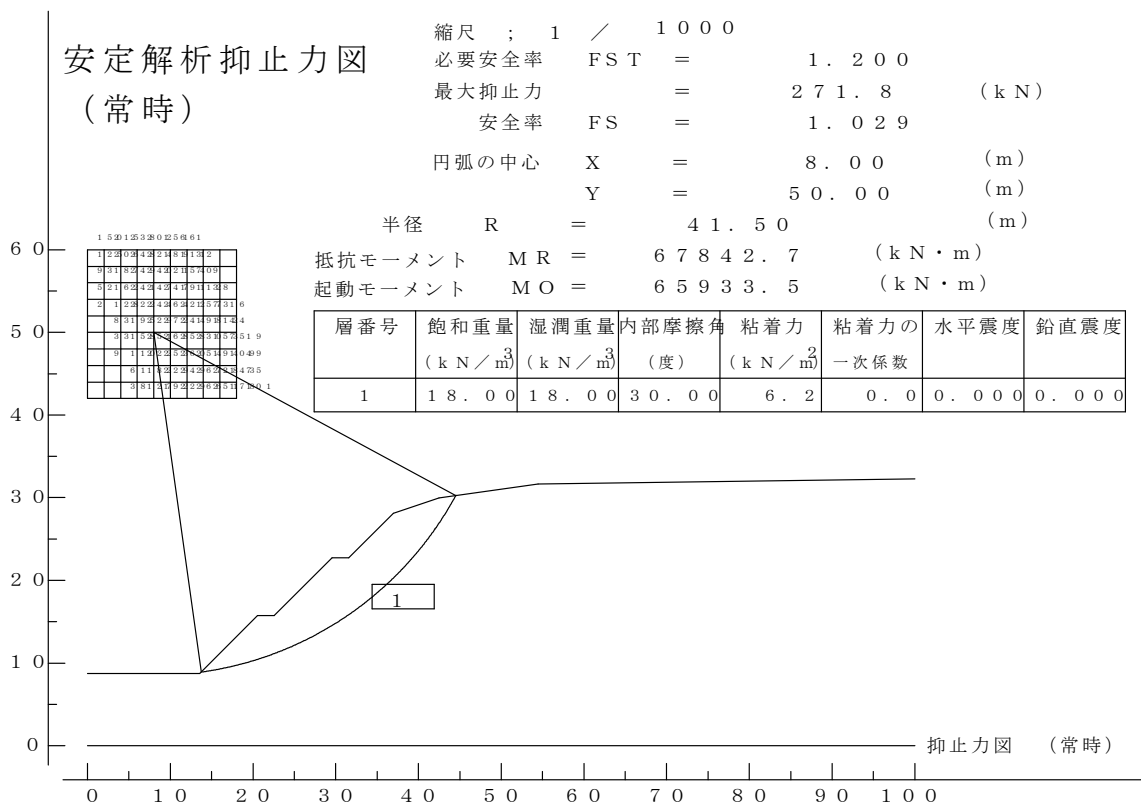 安定解析抑止力図
(常時)
縮尺 ; 1 / 1000
必要安全率 FST = 1.200
最大抑止力 = 271.8 (kN)
安全率 FS = 1.029
円弧の中心 X = 8.00 (m)
Y = 50.00 (m)
半径 R = 41.50 (m)
抵抗モーメント MR = 67842.7 (kN・m)
起動モーメント MO = 65933.5 (kN・m)
層番号 飽和重量 湿潤重量 内部摩擦角 粘着力 粘着力の 水平震度 鉛直震度
(kN/m3) (kN/m3) (度) (kN/m2) 一次係数
1 18.00 18.00 30.00 6.2 0.0 0.000 0.000
60
50
40
30
20
10
0
1
抑止力図 (常時)
0 10 20 30 40 50 60 70 80 90 100